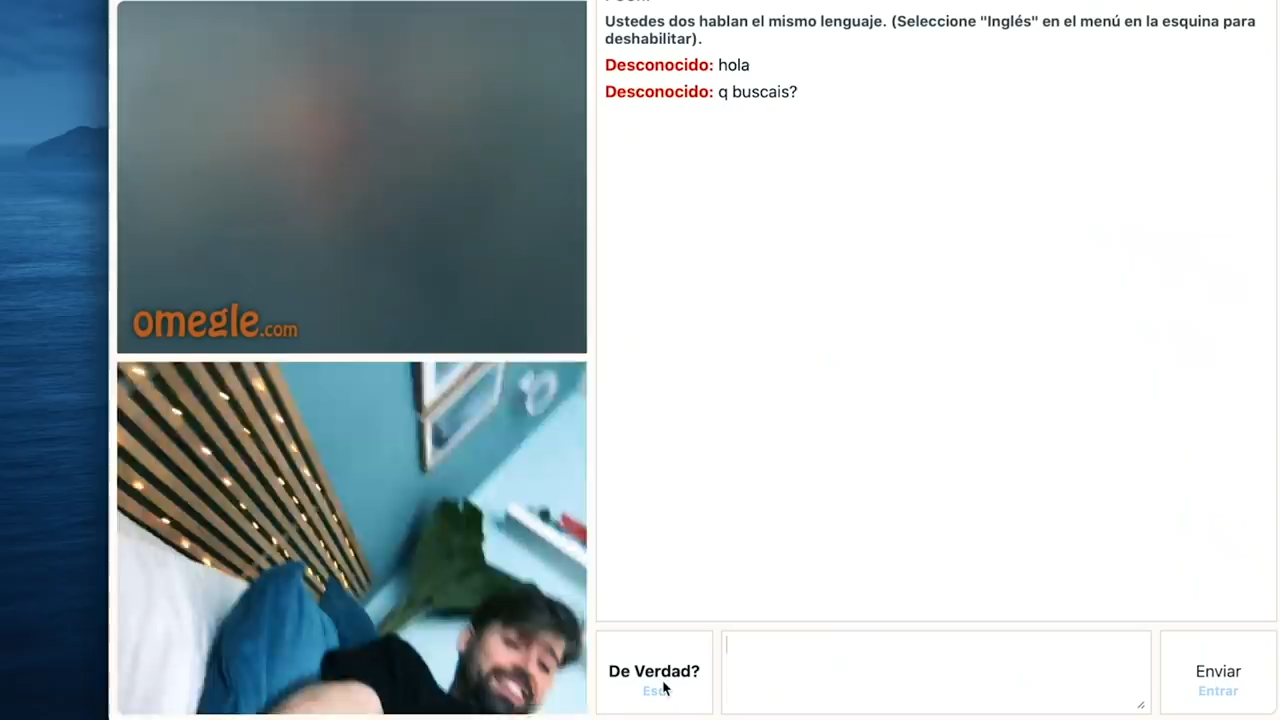 Ustedes dos hablan el mismo lenguaje. (Seleccione "Inglés" en el menú en la esquina para
deshabilitar).
Desconocido: hola
Desconocido: q buscais?
omegle.com
De Verdad?
Enviar
Entrar